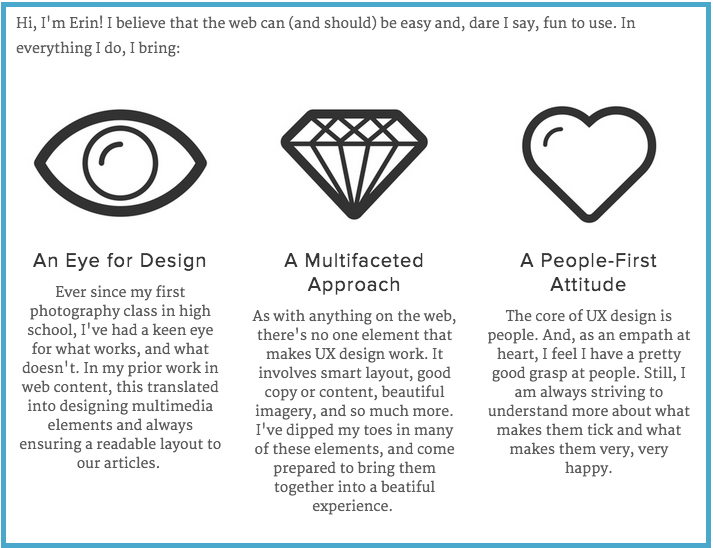 Hi, I'm Erin! I believe that the web can (and should) be easy and, dare I say, fun to use. In
everything I do, I bring:
An Eye for Design
Ever since my first
photography class in high
school, I've had a keen eye
for what works, and what
doesn't. In my prior work in
web content, this translated
into designing multimedia
elements and always
ensuring a readable layout to
our articles.
A Multifaceted
Approach
As with anything on the web,
there's no one element that
makes UX design work. It
involves smart layout, good
copy or content, beautiful
imagery, and so much more.
I've dipped my toes in many
of these elements, and come
prepared to bring them
together into a beatiful
experience.
A People-First
Attitude
The core of UX design is
people. And, as an empath at
heart, I feel I have a pretty
good grasp at people. Still, I
am always striving to
understand more about what
makes them tick and what
makes them very, very
happy.